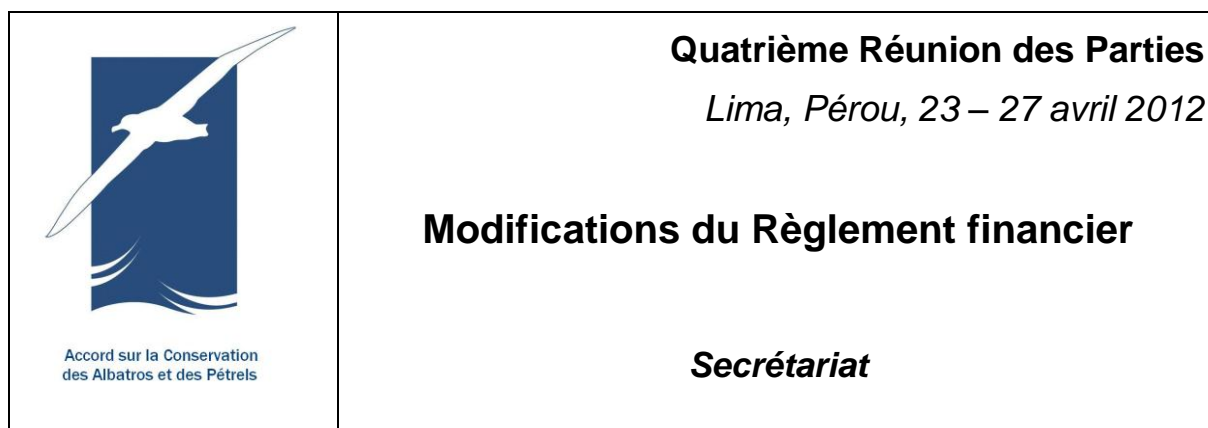 Accord sur la Conservation
des Albatros et des Pétrels
Quatrième Réunion des Parties
Lima, Pérou, 23 – 27 avril 2012
Modifications du Règlement financier
Secrétariat